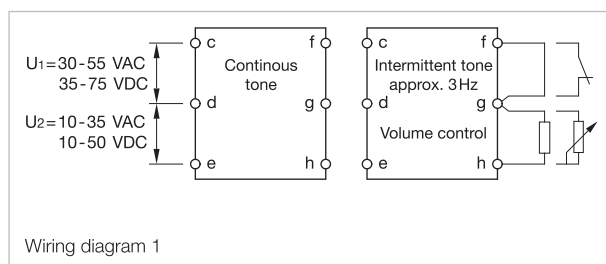 c
f
c
f
U1=30-55 VAC
35-75 VDC
Continous
tone
Intermittent tone
approx. 3Hz
d
g
d
g
U2=10-35 VAC
10-50 VDC
Volume control
e
h
e
h
Wiring diagram 1